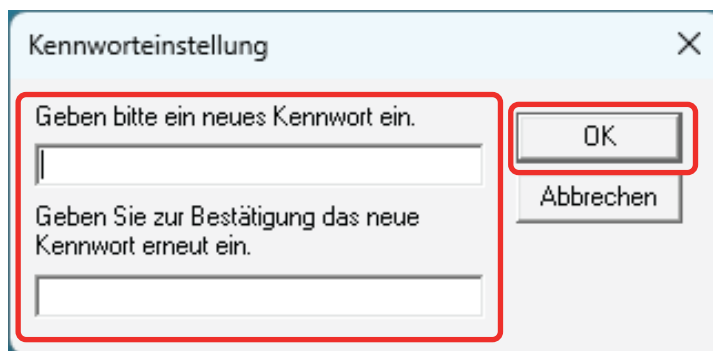 Kennworteinstellung
Geben bitte ein neues Kennwort ein.
OK
Abbrechen
Geben Sie zur Bestätigung das neue
Kennwort erneut ein.